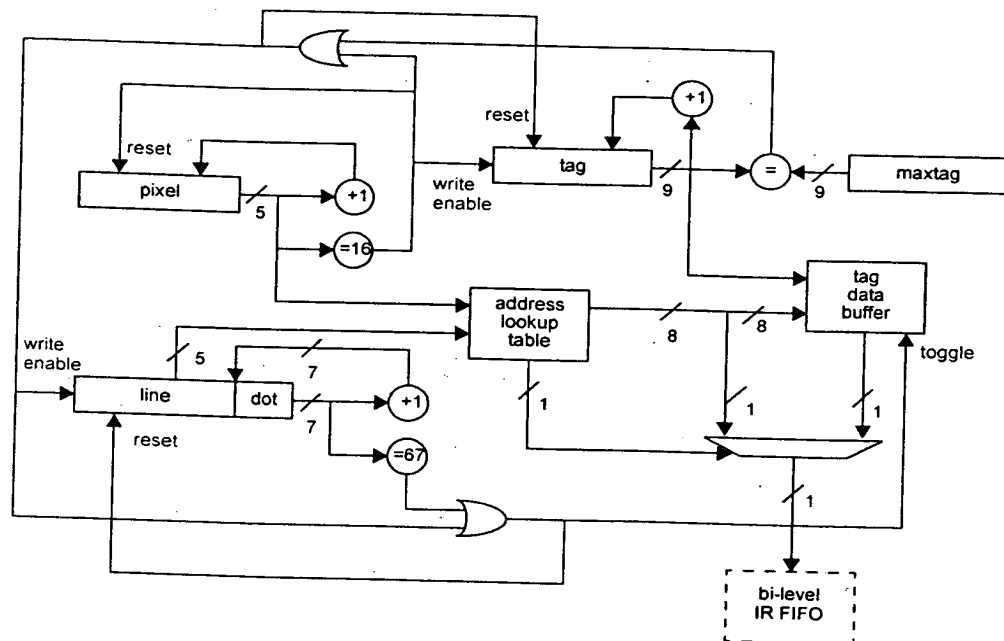 +1
reset
reset
pixel
5
+1
write
enable
tag
9
=
9
maxtag
=16
address
lookup
table
8
8
tag
data
buffer
toggle
write
enable
5
7
line
dot
7
+1
1
1
1
reset
=67
1
bi-level
IR FIFO